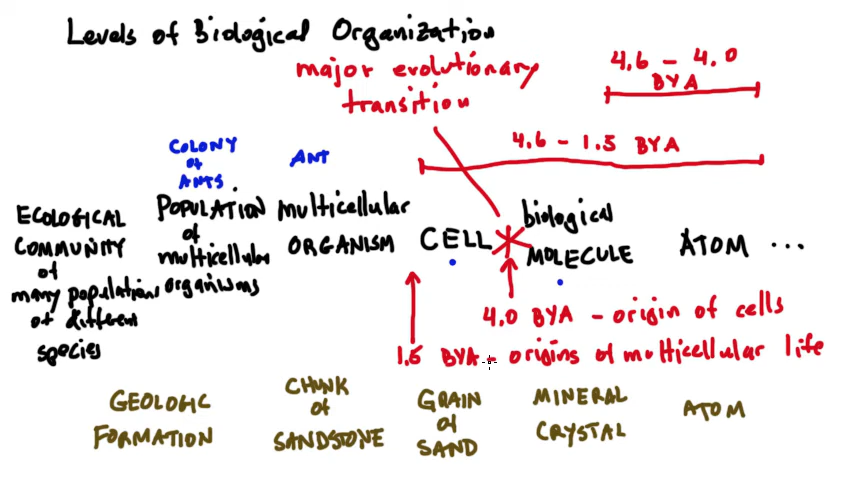 Levels of Biological Organization
major evolutionary
transition
4.6 - 4.0
BYA
4.6 - 1.5 BYA
COLONY
of
ANTS
ANT
ECOLOGICAL
COMMUNITY
of
many populations
of different
species
POPULATION
of
multicellular
organisms
multicellular
ORGANISM
CELL
biological
MOLECULE
ATOM ...
4.0 BYA - origin of cells
1.5 BYA - origins of multicellular life
GEOLOGIC
FORMATION
CHUNK
of
SANDSTONE
GRAIN
of
SAND
MINERAL
CRYSTAL
ATOM